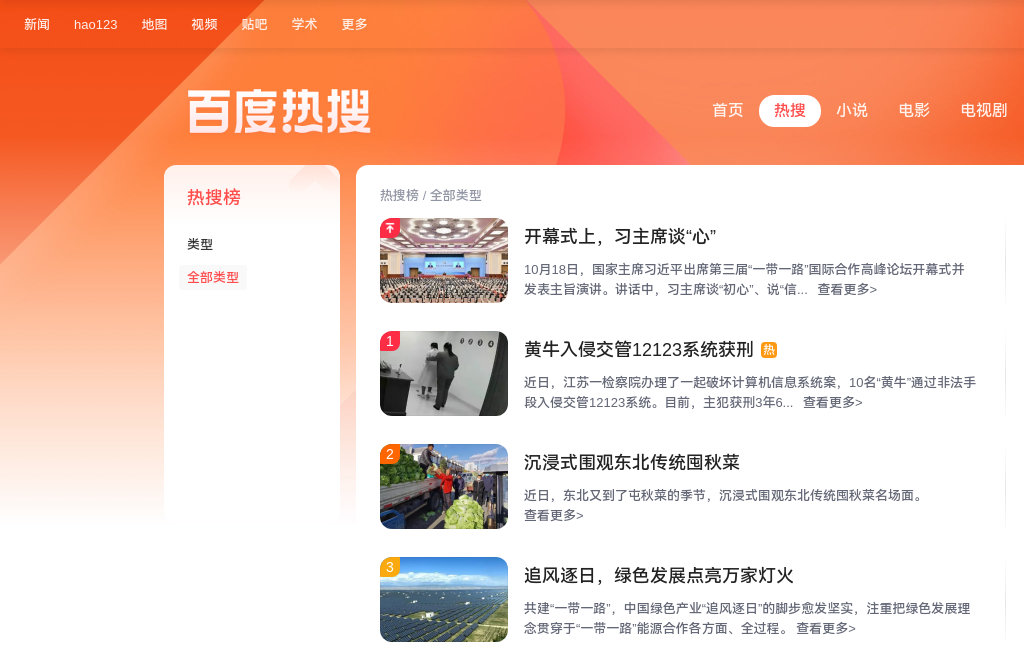 新闻 hao123 地图 视频 贴吧 学术 更多
百度热搜
首页 热搜 小说 电影 电视剧
热搜榜
类型
全部类型
热搜榜 / 全部类型
开幕式上，习主席谈“心”
10月18日，国家主席习近平出席第三届“一带一路”国际合作高峰论坛开幕式并
发表主旨演讲。讲话中，习主席谈“初心”、说“信... 查看更多>
1
黄牛入侵交管12123系统获刑 热
近日，江苏一检察院办理了一起破坏计算机信息系统案，10名“黄牛”通过非法手
段入侵交管12123系统。目前，主犯获刑3年6... 查看更多>
2
沉浸式围观东北传统囤秋菜
近日，东北又到了屯秋菜的季节，沉浸式围观东北传统囤秋菜名场面。
查看更多>
3
追风逐日，绿色发展点亮万家灯火
共建“一带一路”，中国绿色产业“追风逐日”的脚步愈发坚实，注重把绿色发展理
念贯穿于“一带一路”能源合作各方面、全过程。 查看更多>